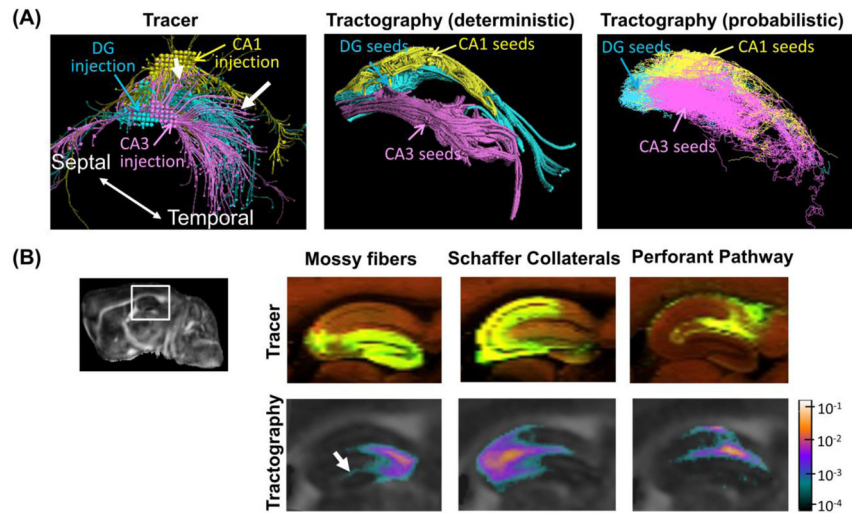 (A)
Tracer
Tractography (deterministic)
Tractography (probabilistic)
DG
injection
CA1
injection
CA3
injection
Septal
Temporal
DG seeds
CA1 seeds
CA3 seeds
DG seeds
CA1 seeds
CA3 seeds
(B)
Mossy fibers
Schaffer Collaterals
Perforant Pathway
Tracer
Tractography
10-1
10-2
10-3
10-4